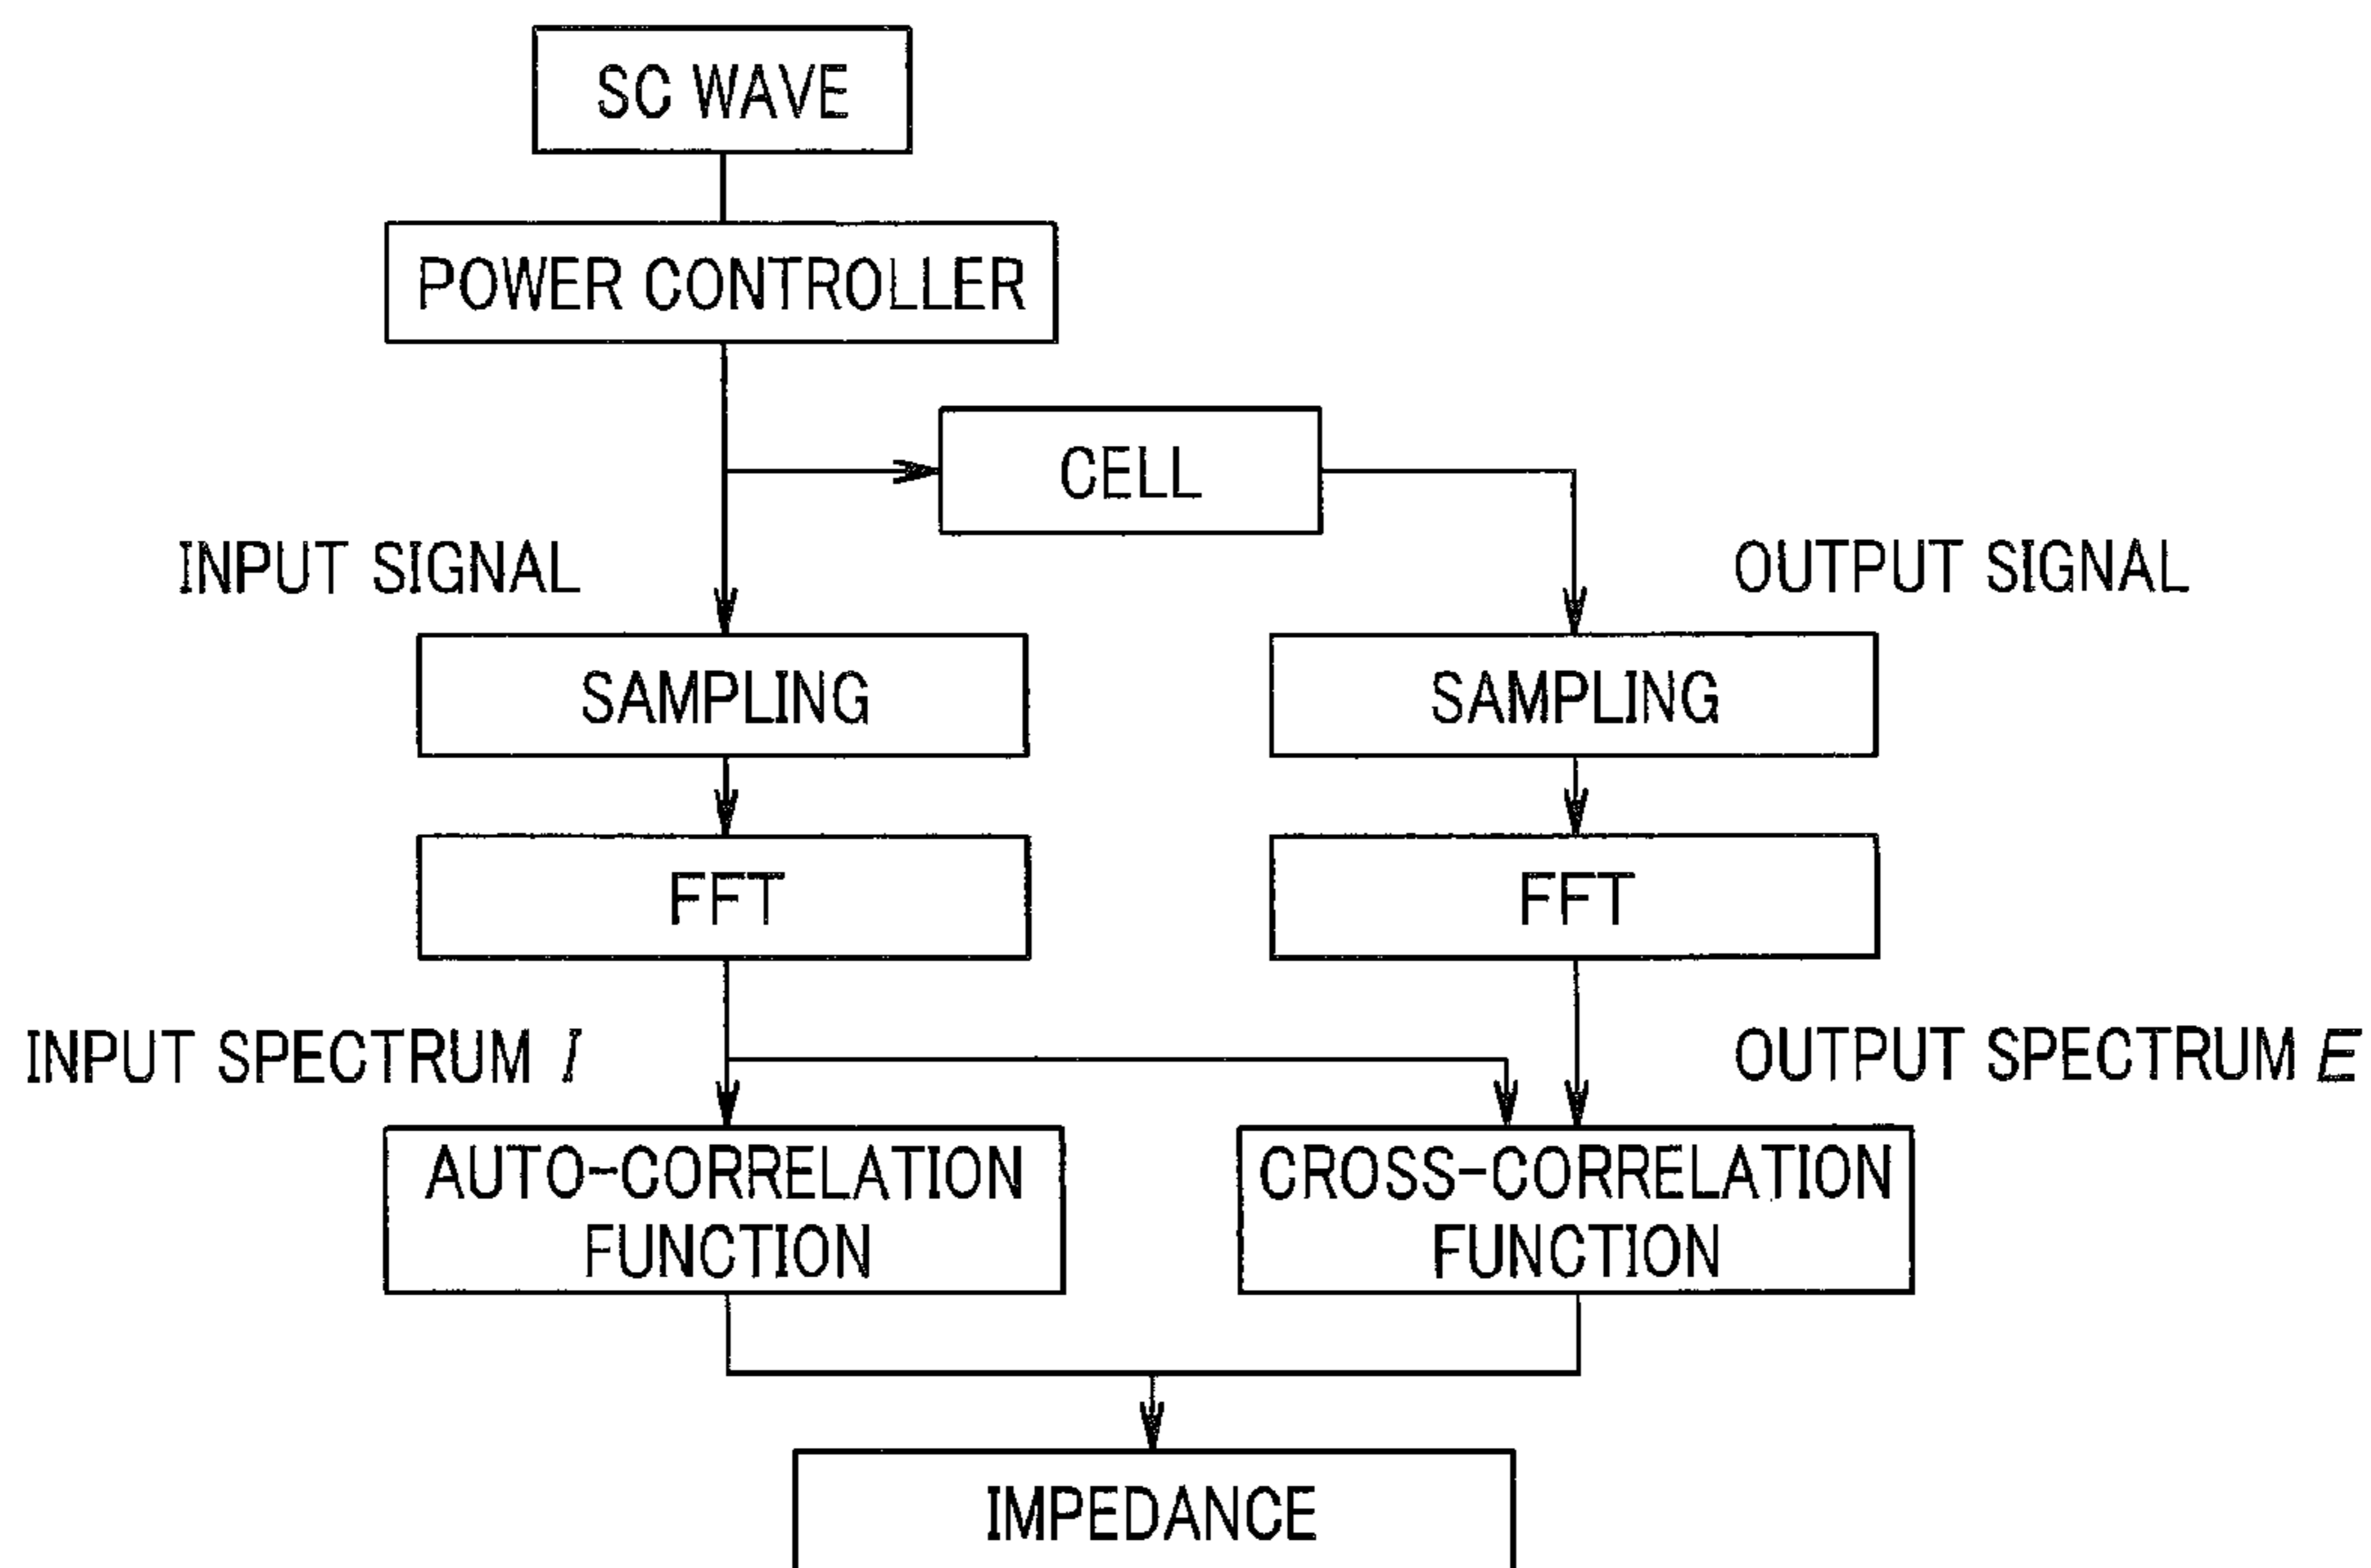 SC WAVE
POWER CONTROLLER
CELL
INPUT SIGNAL
OUTPUT SIGNAL
SAMPLING
SAMPLING
FFT
FFT
INPUT SPECTRUM I
OUTPUT SPECTRUM E
AUTO-CORRELATION
FUNCTION
CROSS-CORRELATION
FUNCTION
IMPEDANCE